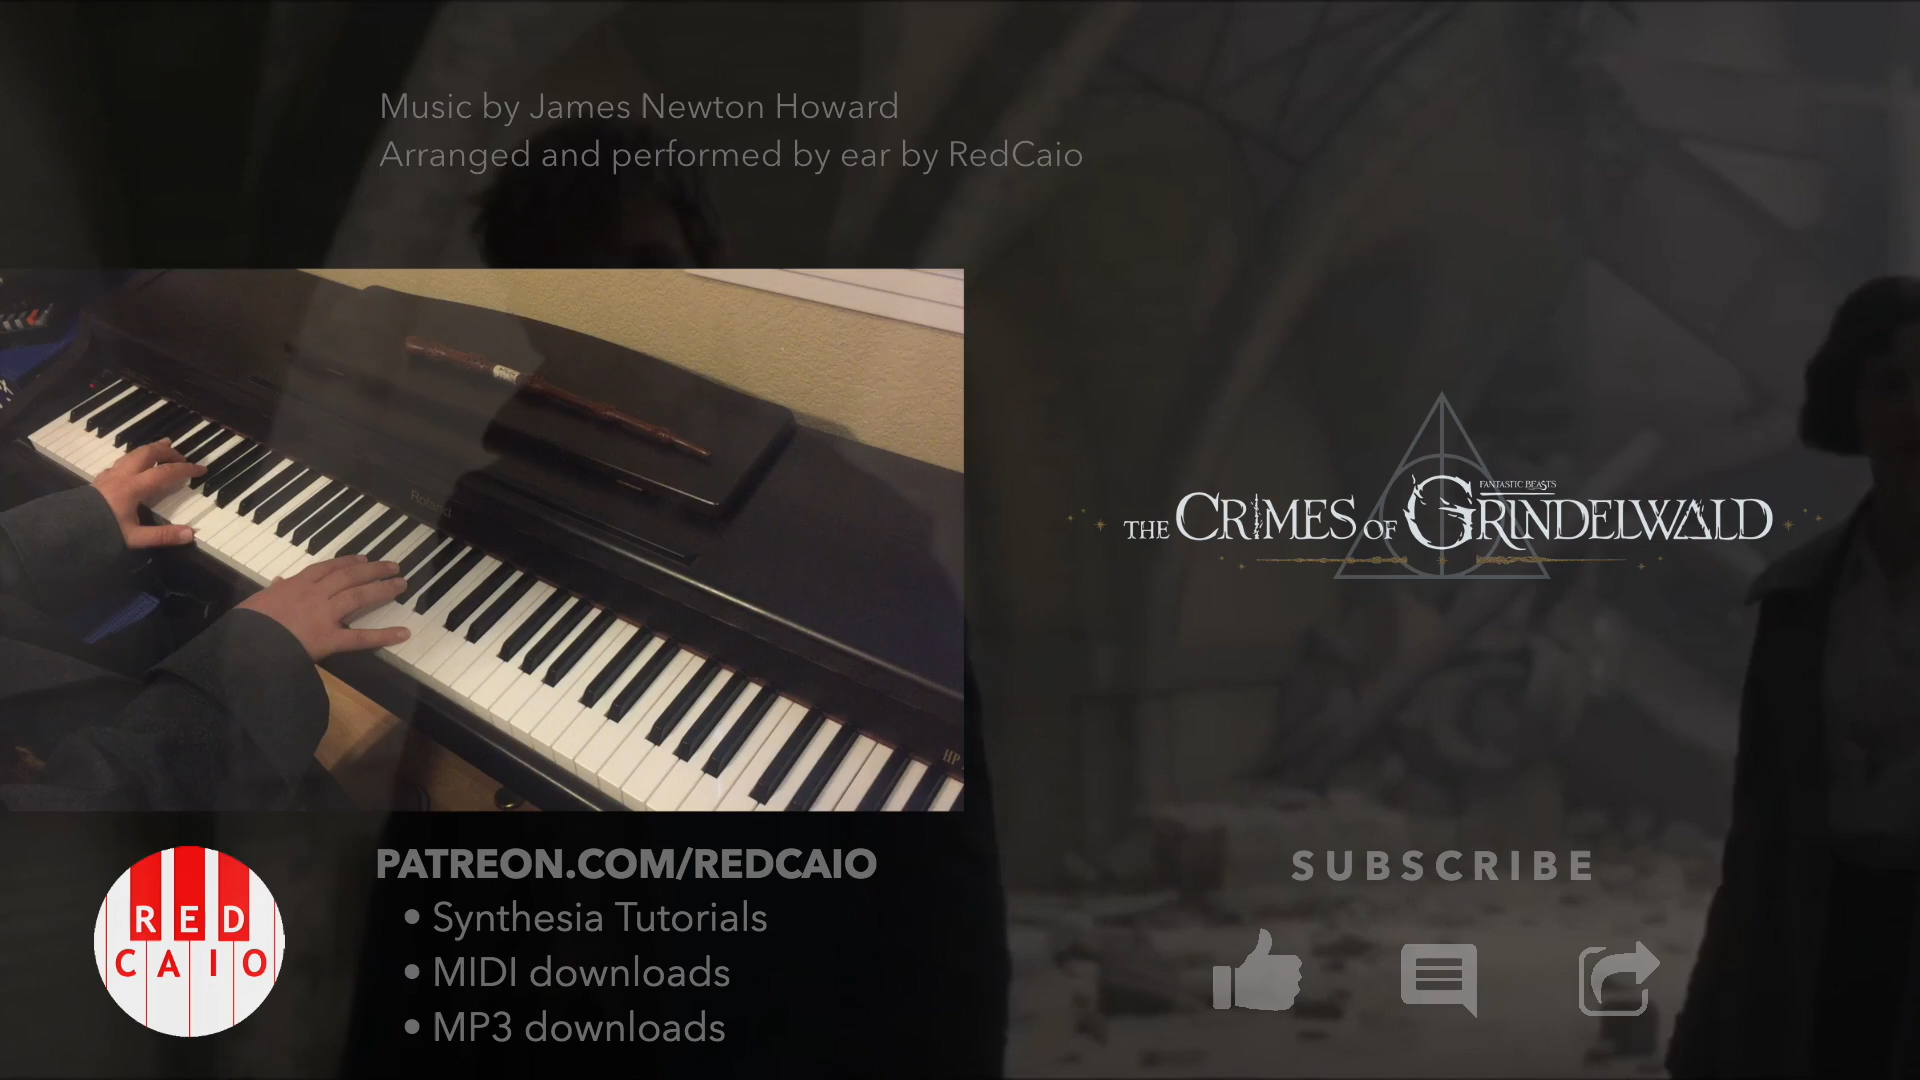 Music by James Newton Howard
Arranged and performed by ear by RedCaio
Roland
HP
FANTASTIC BEASTS
THE CRIMES OF GRINDELWALD
RED
CAIO
PATREON.COM/REDCAIO
• Synthesia Tutorials
• MIDI downloads
• MP3 downloads
SUBSCRIBE